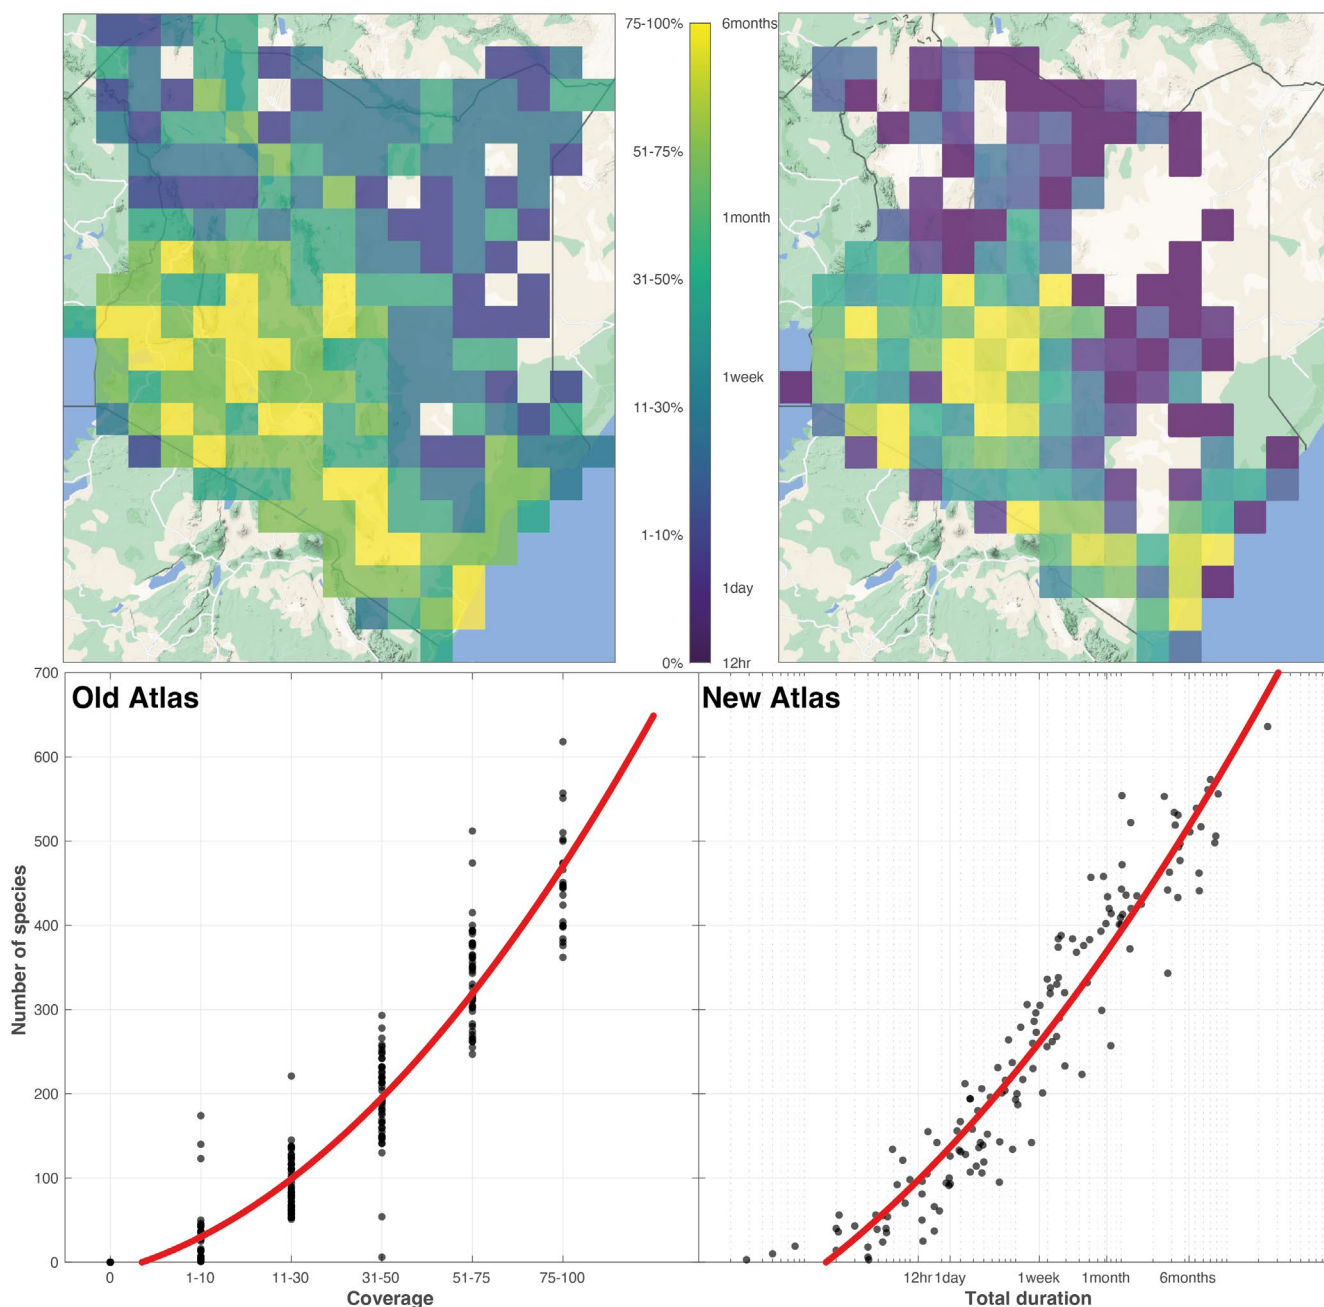 75-100%
6months
51-75%
1month
31-50%
1week
11-30%
1-10%
1day
0%
12hr
Old Atlas
New Atlas
700
600
500
400
300
200
100
0
Number of species
0 1-10 11-30 31-50 51-75 75-100
12hr 1day 1week 1month 6months
Coverage
Total duration